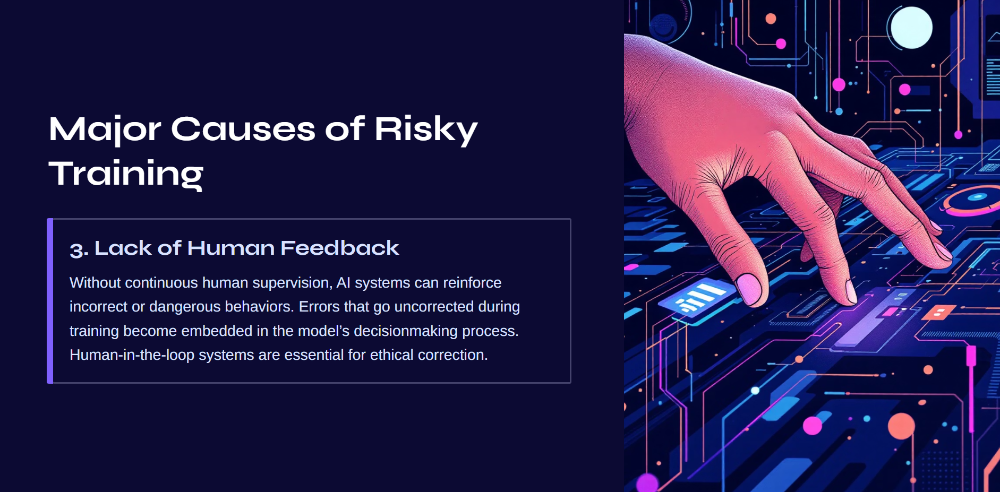 Major Causes of Risky
Training
3. Lack of Human Feedback
Without continuous human supervision, AI systems can reinforce
incorrect or dangerous behaviors. Errors that go uncorrected during
training become embedded in the model’s decisionmaking process.
Human-in-the-loop systems are essential for ethical correction.